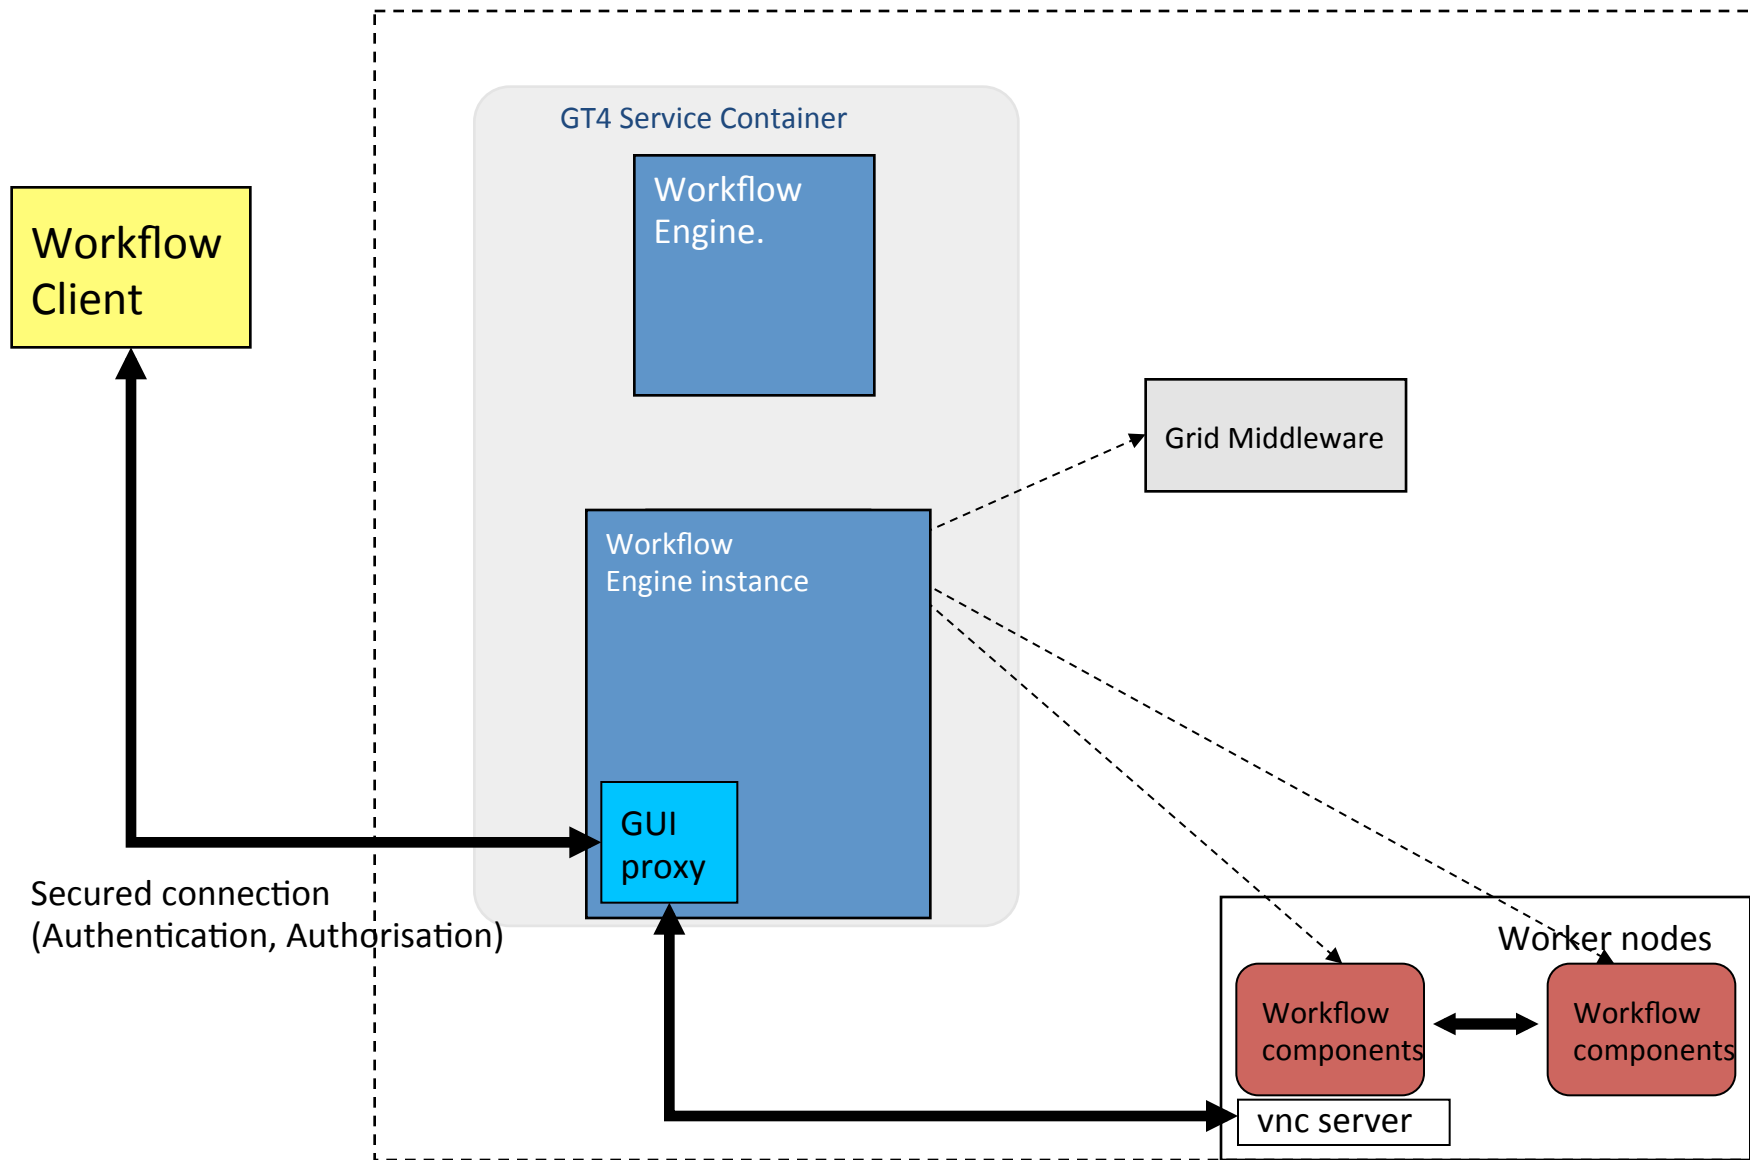 GT4 Service Container
Workflow
Engine.
Workflow
Client
Grid Middleware
Workflow
Engine instance
GUI
proxy
Secured connection
(Authentication, Authorisation)
Worker nodes
Workflow
components
Workflow
components
vnc server